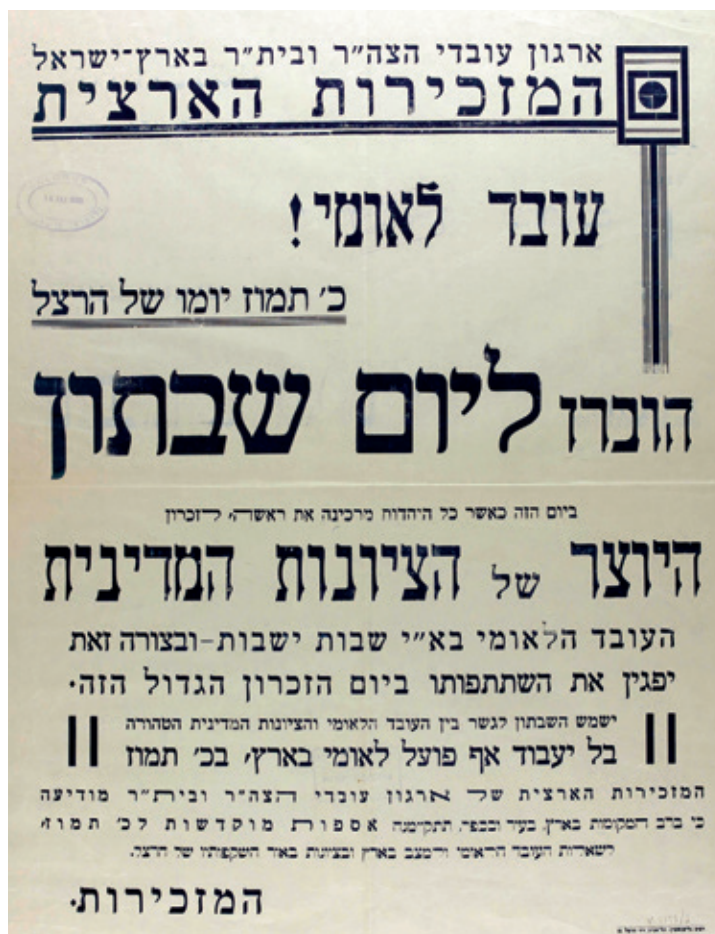 ארגון עובדי הצה״ר ובית״ר בארץ־ישראל
המזכירות הארצית
עובד לאומי!
כ׳ תמוז יומו של הרצל
הוכרז ליום שבתון
ביום הזה כאשר כל היהדות מרכינה את ראשה, לזכרון
היוצר של הציונות המדינית
העובד הלאומי בא״י שבות ישבות–ובצורה זאת
יפגין את השתתפותו ביום הזכרון הגדול הזה.
ישמש השבתון לגשר בין העובד הלאומי והציונות המדינית הטהורה
בל יעבוד אף פועל לאומי בארץ, בכ׳ תמוז
המזכירות הארצית של ארגון עובדי הצה״ר ובית״ר מודיעה
כי ברב המקומות בארץ, בעיר ובכפר, תתקימנה אספות מוקדשות לכ׳ תמוז,
לשאלות העובד הלאומי ולמצב בארץ ובציונות באור השקפתו של הרצל.
המזכירות.